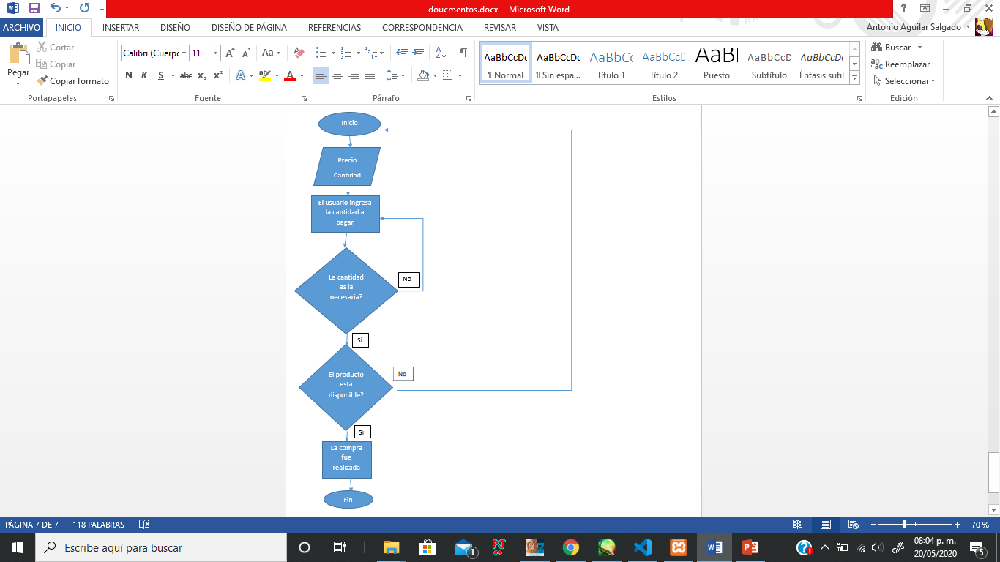 doucmentos.docx - Microsoft Word
ARCHIVO INICIO INSERTAR DISEÑO DISEÑO DE PÁGINA REFERENCIAS CORRESPONDENCIA REVISAR VISTA
Antonio Aguilar Salgado
Pegar
Cortar
Copiar
Copiar formato
Portapapeles
Calibri (Cuerpc 11
Aa
N K S abc x₂ x²
Fuente
Párrafo
AaBbCcDc
¶ Normal
AaBbCcDc
¶ Sin espa...
AaBbCc
Título 1
AaBbCcD
Título 2
AaB
Puesto
AaBbCcD
Subtítulo
AaBbCcDc
Énfasis sutil
Estilos
Buscar
Reemplazar
Seleccionar
Edición
Inicio
Precio
Cantidad
El usuario ingresa
la cantidad a
pagar
La cantidad
es la
necesaria?
No
Si
El producto
está
disponible?
No
Si
La compra
fue
realizada
Fin
PÁGINA 7 DE 7 118 PALABRAS
70 %
Escribe aquí para buscar
08:04 p. m.
20/05/2020